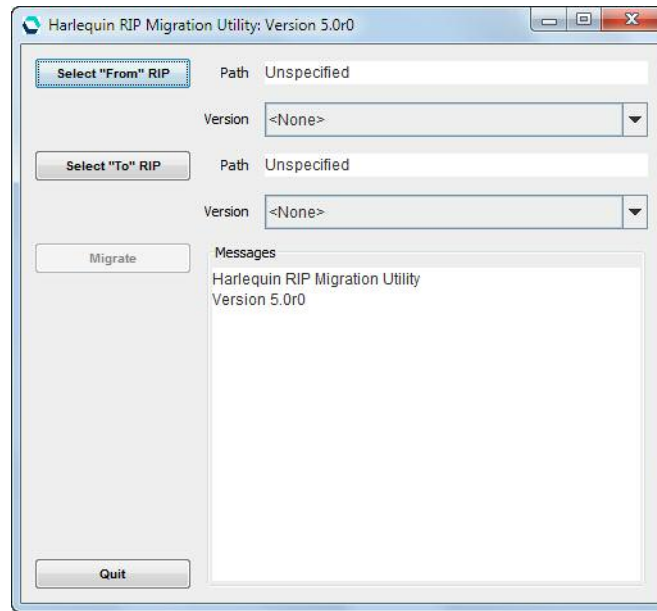 Harlequin RIP Migration Utility: Version 5.0r0
Select "From" RIP Path Unspecified
Version <None>
Select "To" RIP Path Unspecified
Version <None>
Migrate Messages
Harlequin RIP Migration Utility
Version 5.0r0
Quit